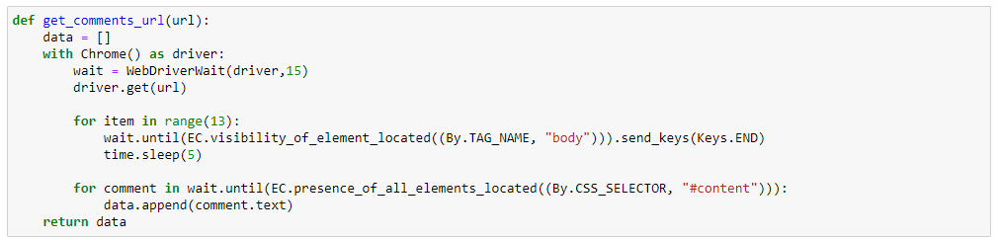 def get_comments_url(url):
    data = []
    with Chrome() as driver:
        wait = WebDriverWait(driver,15)
        driver.get(url)

        for item in range(13):
            wait.until(EC.visibility_of_element_located((By.TAG_NAME, "body"))).send_keys(Keys.END)
            time.sleep(5)

        for comment in wait.until(EC.presence_of_all_elements_located((By.CSS_SELECTOR, "#content"))):
            data.append(comment.text)
    return data